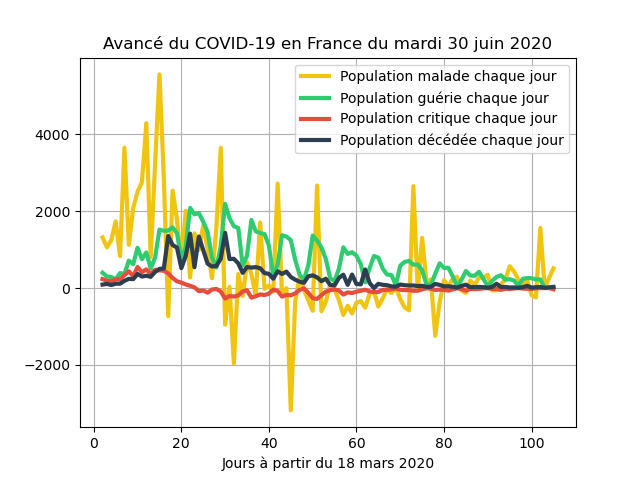 Avancé du COVID-19 en France du mardi 30 juin 2020
Population malade chaque jour
Population guérie chaque jour
Population critique chaque jour
Population décédée chaque jour
4000
2000
0
−2000
0 20 40 60 80 100
Jours à partir du 18 mars 2020